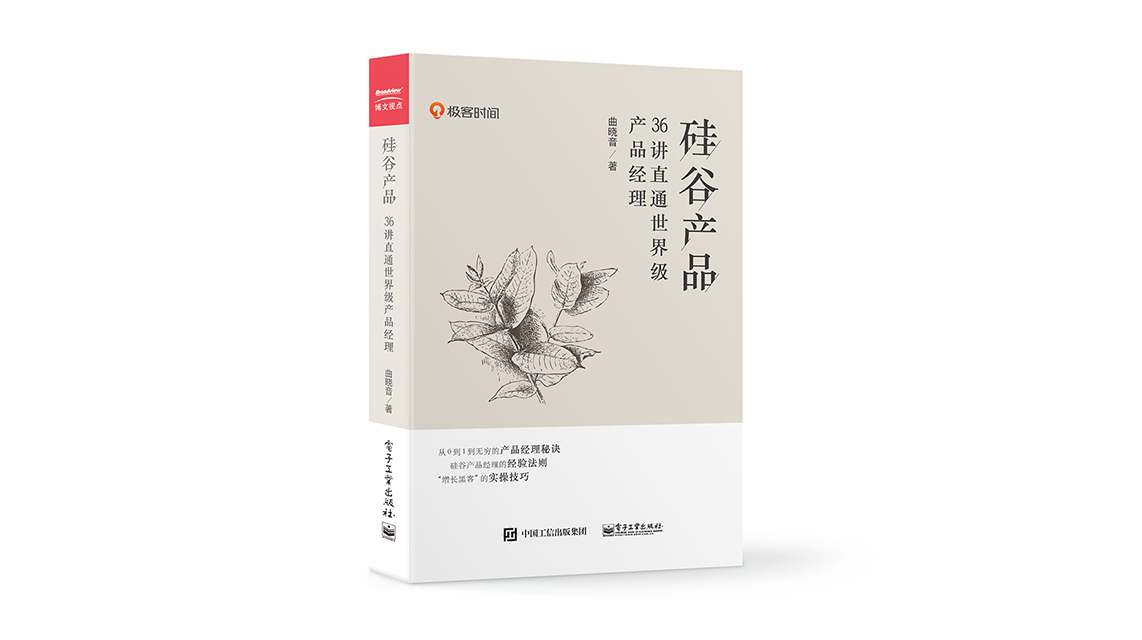 Broadview
博文视点
硅谷产品
36讲直通世界级产品经理
曲晓音/著
电子工业出版社
极客时间
硅谷产品
36讲直通世界级
产品经理
曲晓音/著
从0到1到无穷的产品经理秘诀
硅谷产品经理的经验法则
“增长黑客”的实操技巧
中国工信出版集团
電子工業出版社